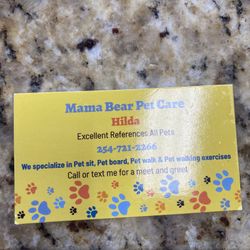 Mama Bear Pet Care
Hilda
Excellent References All Pets
254-721-2266
We specialize in Pet sit, Pet board, Pet walk & Pet walking exercises
Call or text me for a meet and greet